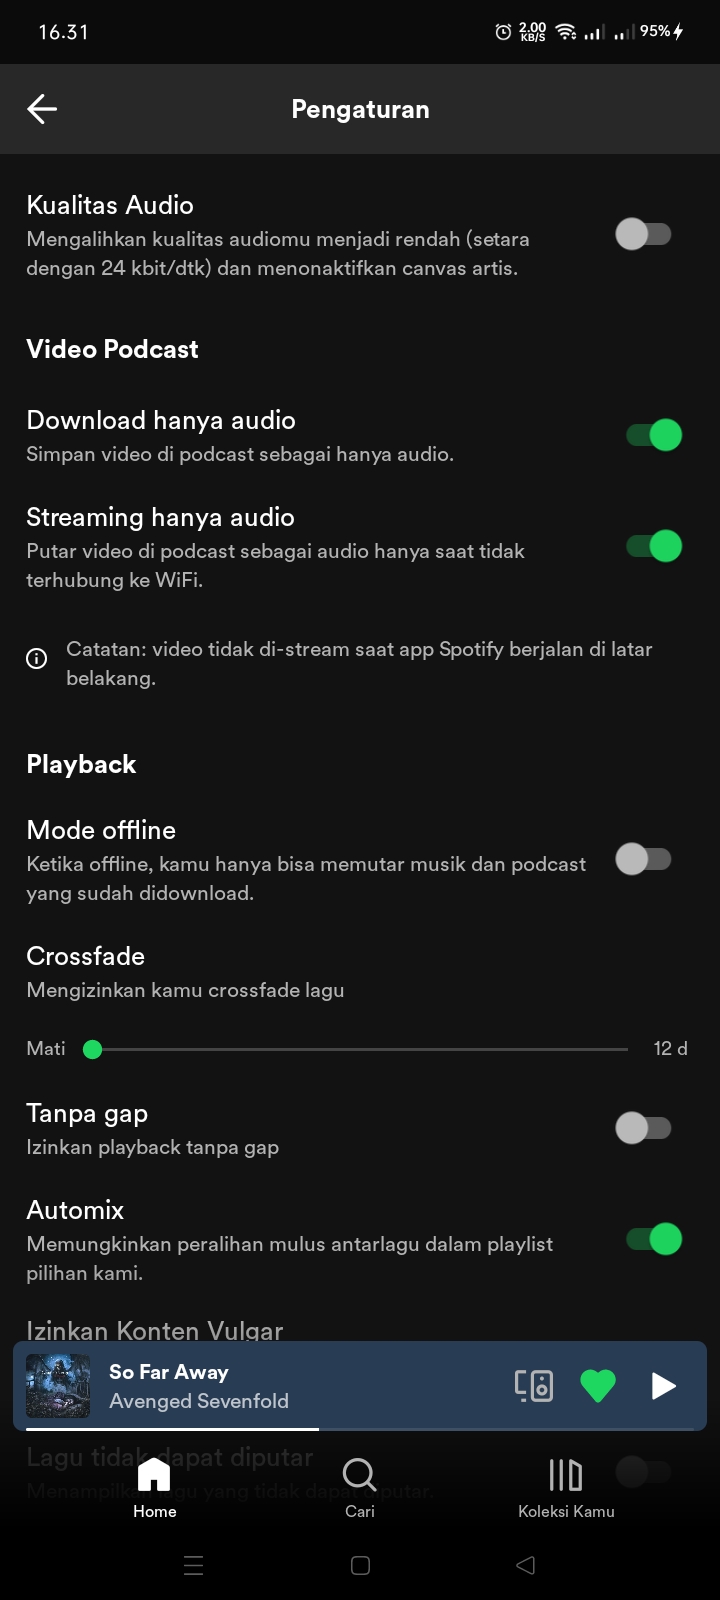 16.31
2.00
KB/S
95%
Pengaturan
Kualitas Audio
Mengalihkan kualitas audiomu menjadi rendah (setara
dengan 24 kbit/dtk) dan menonaktifkan canvas artis.
Video Podcast
Download hanya audio
Simpan video di podcast sebagai hanya audio.
Streaming hanya audio
Putar video di podcast sebagai audio hanya saat tidak
terhubung ke WiFi.
Catatan: video tidak di-stream saat app Spotify berjalan di latar
belakang.
Playback
Mode offline
Ketika offline, kamu hanya bisa memutar musik dan podcast
yang sudah didownload.
Crossfade
Mengizinkan kamu crossfade lagu
Mati 12 d
Tanpa gap
Izinkan playback tanpa gap
Automix
Memungkinkan peralihan mulus antarlagu dalam playlist
pilihan kami.
Izinkan Konten Vulgar
So Far Away
Avenged Sevenfold
Lagu tidak dapat diputar
Menampilkan lagu yang tidak dapat diputar.
Home Cari Koleksi Kamu